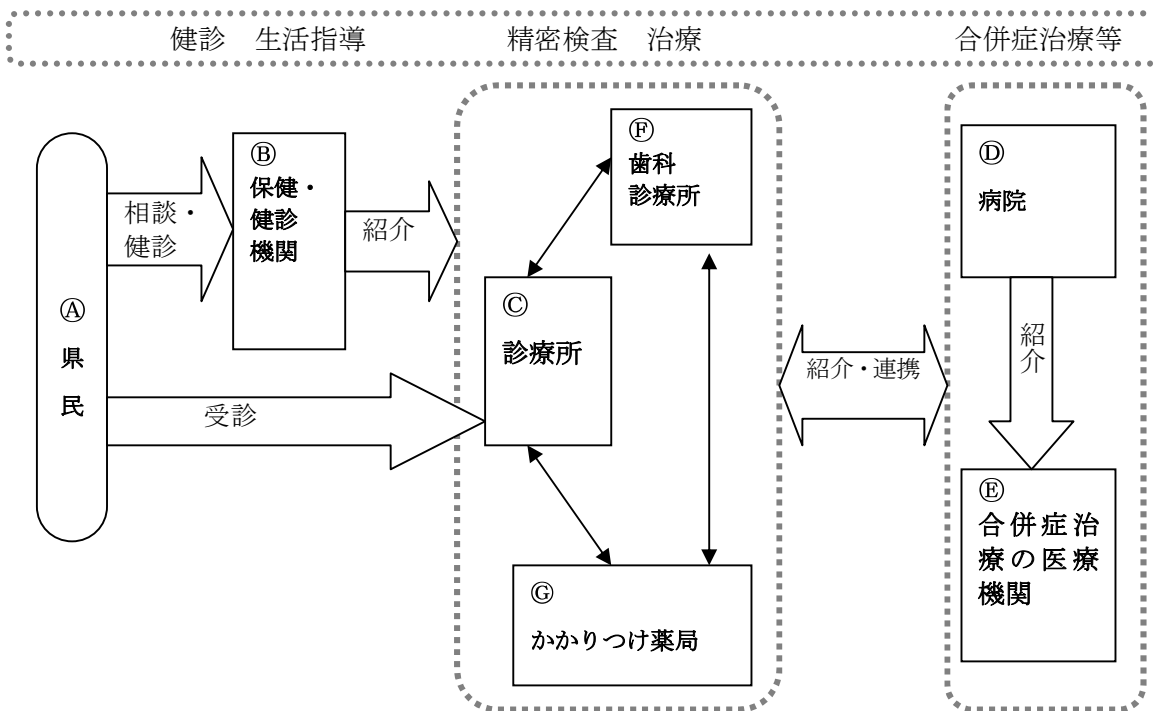 健診　生活指導　精密検査　治療　合併症治療等
Ⓐ
県
民
相談・
健診
Ⓑ
保健・
健診
機関
紹介
受診
Ⓕ
歯科
診療所
Ⓒ
診療所
Ⓖ
かかりつけ薬局
紹介・連携
Ⓓ
病院
紹
介
Ⓔ
合併症治
療の医療
機関